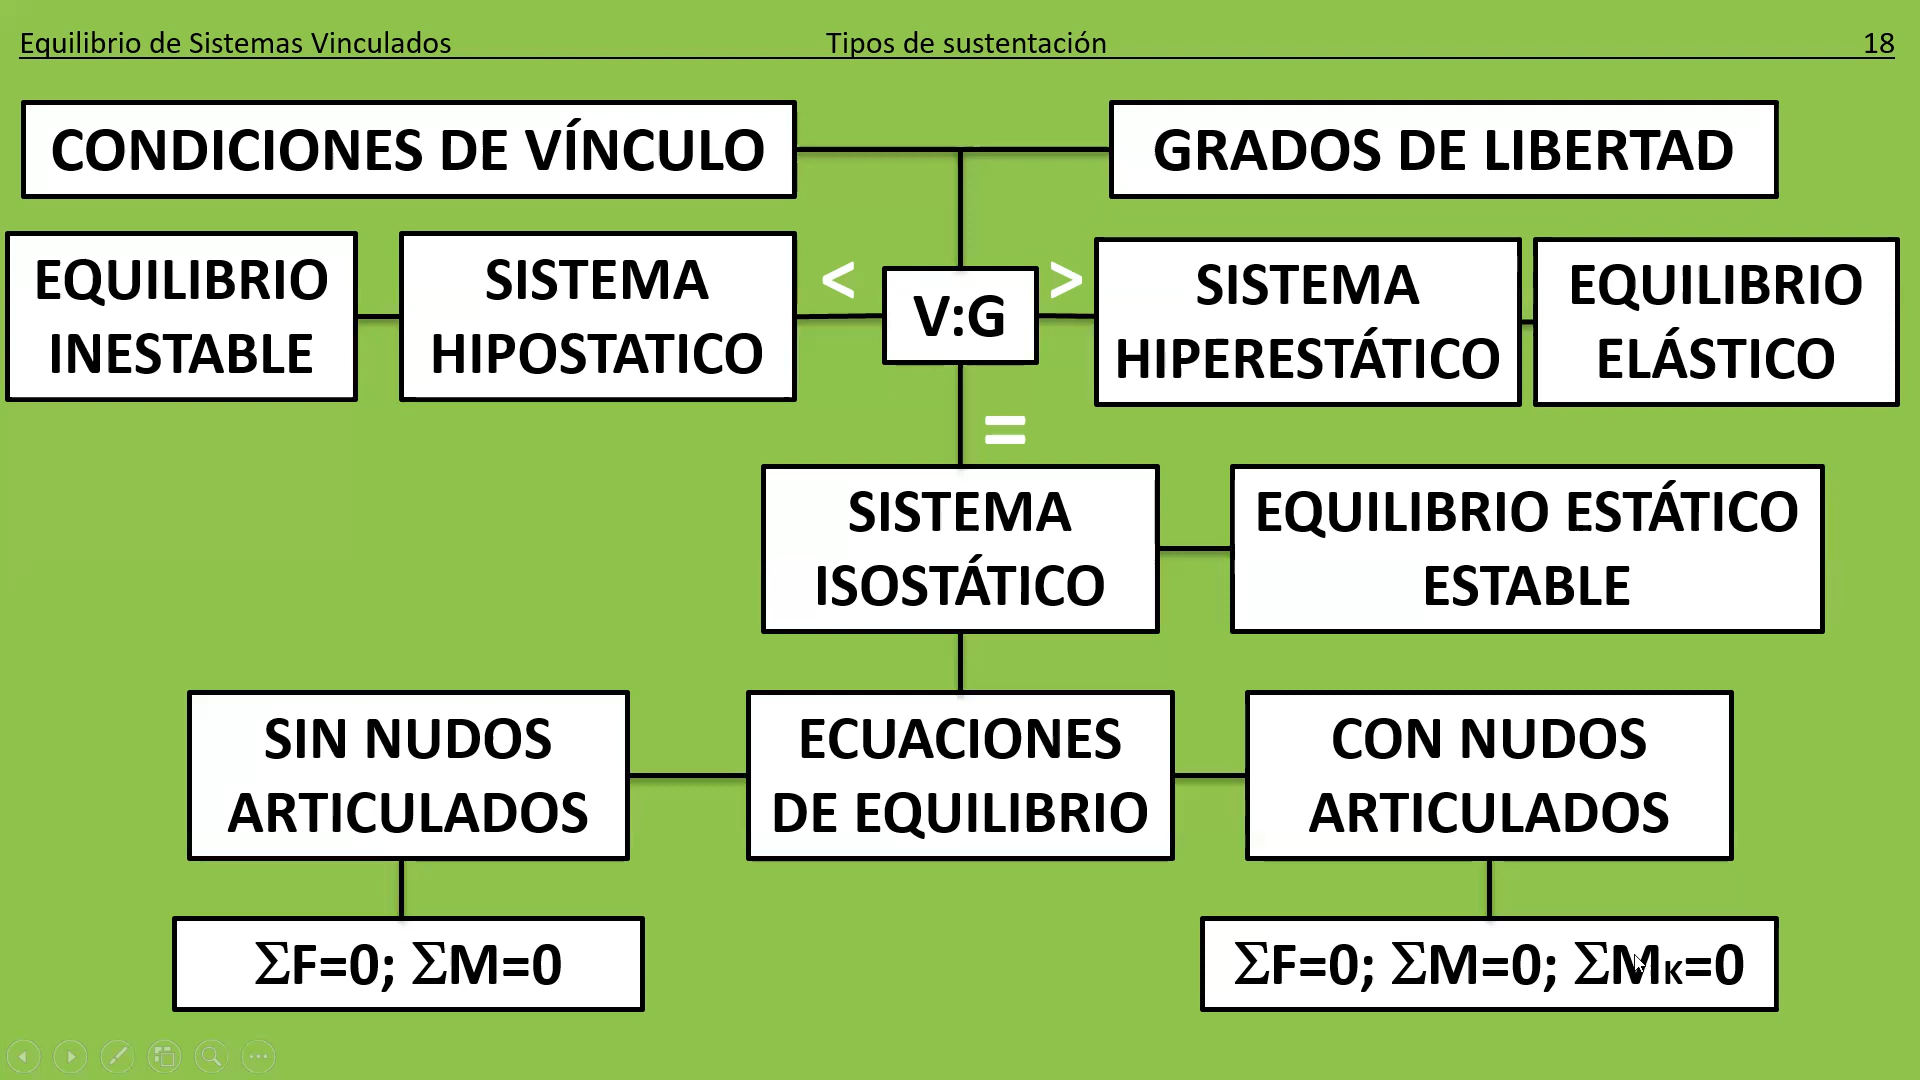 Equilibrio de Sistemas Vinculados
Tipos de sustentación
18
CONDICIONES DE VÍNCULO
GRADOS DE LIBERTAD
EQUILIBRIO
INESTABLE
SISTEMA
HIPOSTATICO
<
V:G
>
SISTEMA
HIPERESTÁTICO
EQUILIBRIO
ELÁSTICO
=
SISTEMA
ISOSTÁTICO
EQUILIBRIO ESTÁTICO
ESTABLE
SIN NUDOS
ARTICULADOS
ECUACIONES
DE EQUILIBRIO
CON NUDOS
ARTICULADOS
ΣF=0; ΣM=0
ΣF=0; ΣM=0; ΣMK=0